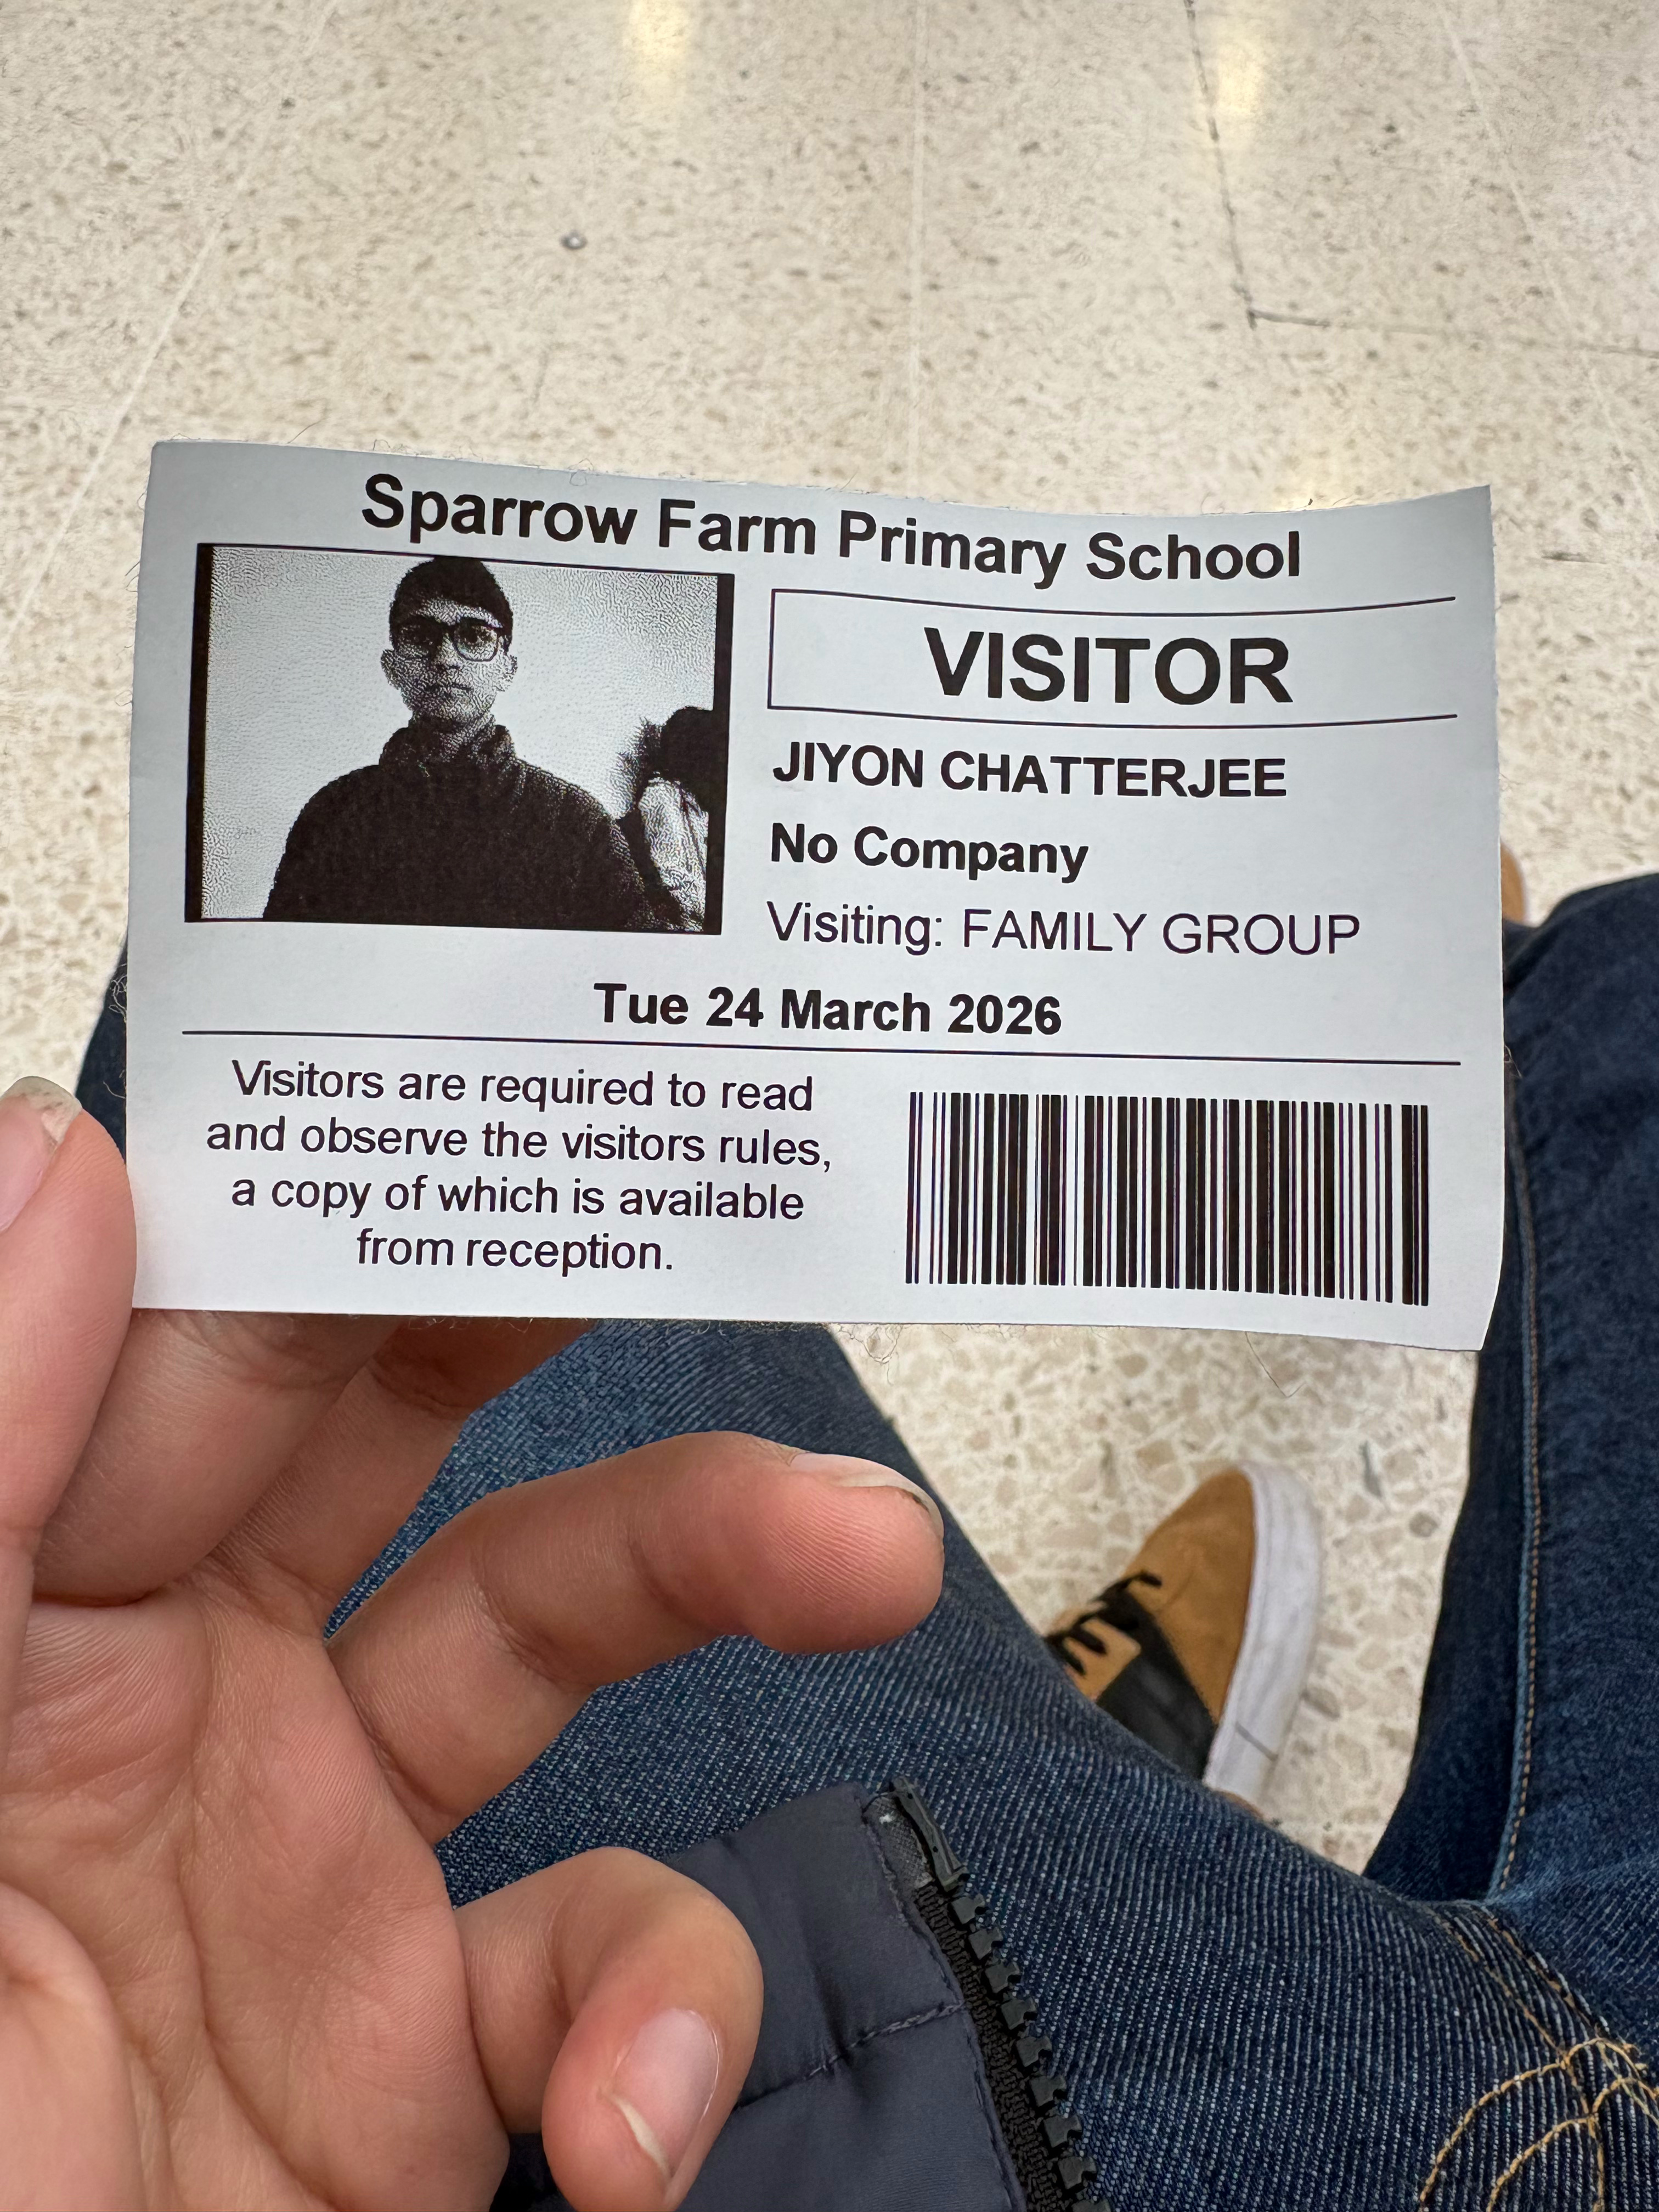 Sparrow Farm Primary School
VISITOR
JIYON CHATTERJEE
No Company
Visiting: FAMILY GROUP
Tue 24 March 2026
Visitors are required to read
and observe the visitors rules,
a copy of which is available
from reception.